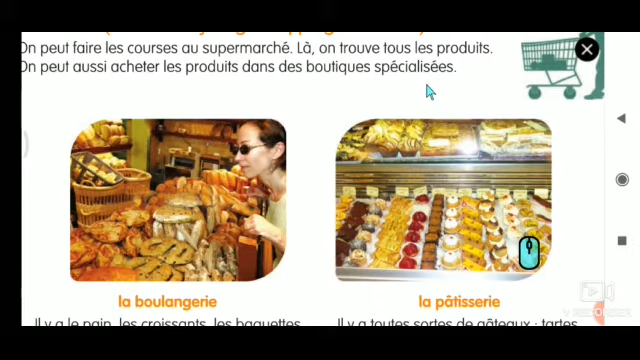 On peut faire les courses au supermarché. Là, on trouve tous les produits.
On peut aussi acheter les produits dans des boutiques spécialisées.
la boulangerie
la pâtisserie
Il y a le pain, les croissants, les baguettes
Il y a toutes sortes de gâteaux : tartes